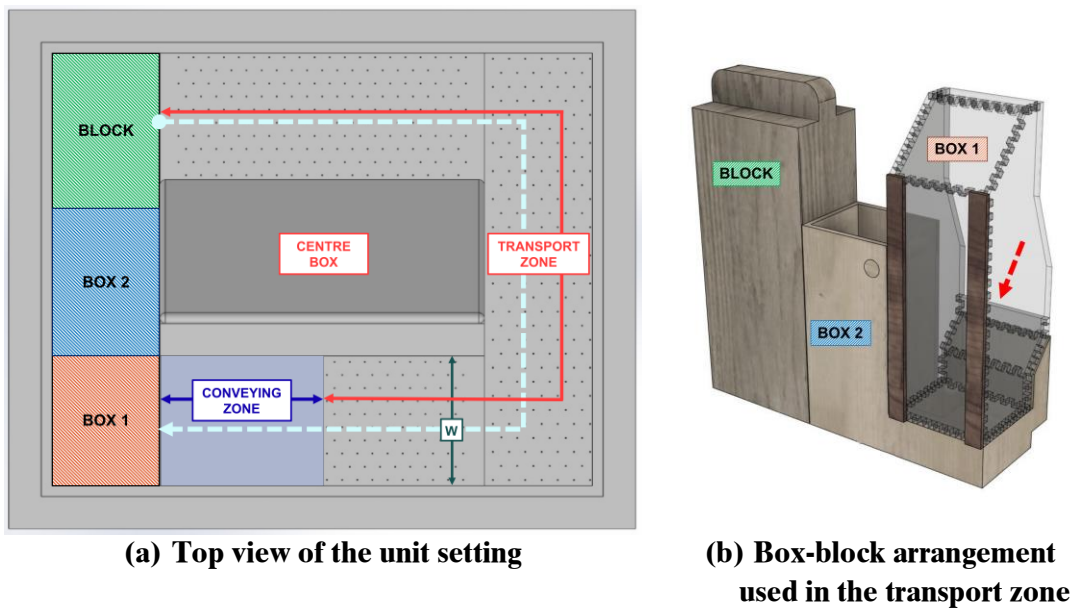 BLOCK
BOX 2
BOX 1
CENTRE
BOX
TRANSPORT
ZONE
CONVEYING
ZONE
W
(a) Top view of the unit setting
BLOCK
BOX 1
BOX 2
(b) Box-block arrangement
used in the transport zone